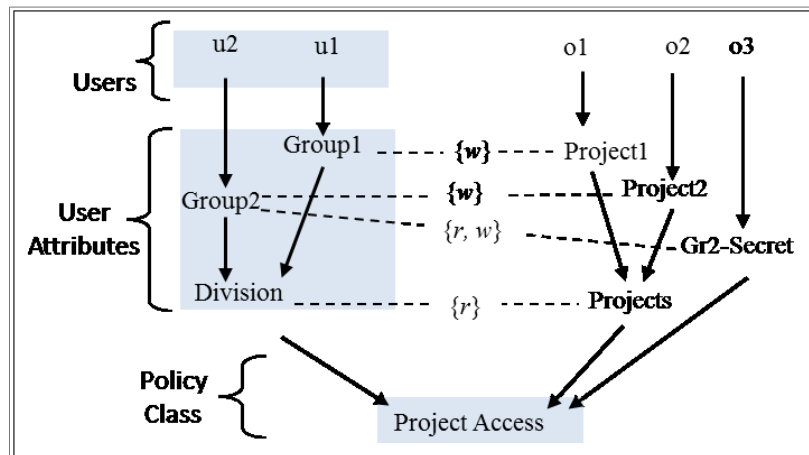 u2 u1 o1 o2 o3
Users
Group1 {w} Project1
Group2 {w} Project2
User
Attributes
{r, w} Gr2-Secret
Division {r} Projects
Policy
Class
Project Access